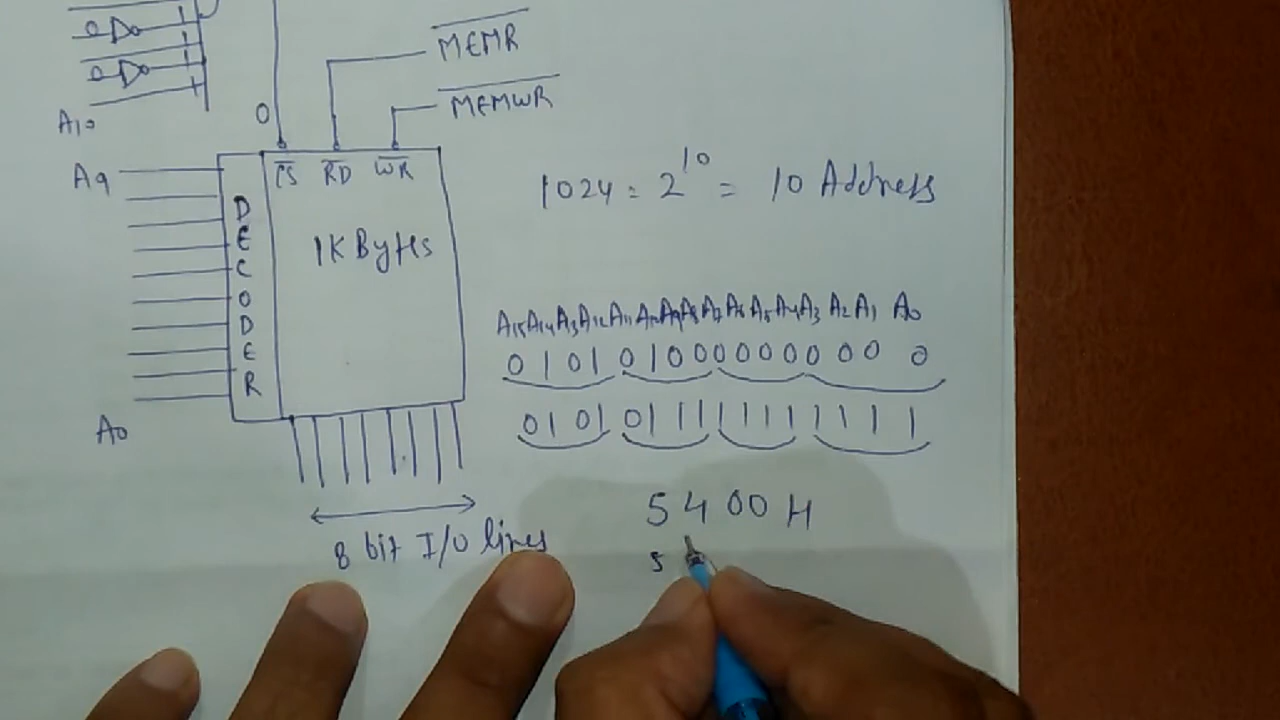 A10
MEMR
MEMWR
0
A9
CS RD WR
DECODER
1K Bytes
A0
8 bit I/O lines
1024 = 2^10 = 10 Address
A15 A14 A3 A12 A11 A10 A9 A8 A7 A6 A5 A4 A3 A2 A1 A0
0 1 0 1 0 1 0 0 0 0 0 0 0 0 0 0
0 1 0 1 0 1 1 1 1 1 1 1 1 1 1
5 4 0 0 H
5